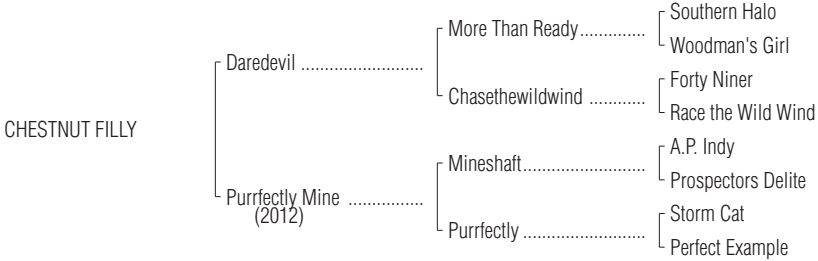 Southern Halo
More Than Ready..............
Woodman's Girl
Daredevil ..........................
Forty Niner
Chasethewildwind ............
Race the Wild Wind
CHESTNUT FILLY
A.P. Indy
Mineshaft..........................
Prospectors Delite
Purrfectly Mine ................
(2012)
Storm Cat
Purrfectly ..........................
Perfect Example